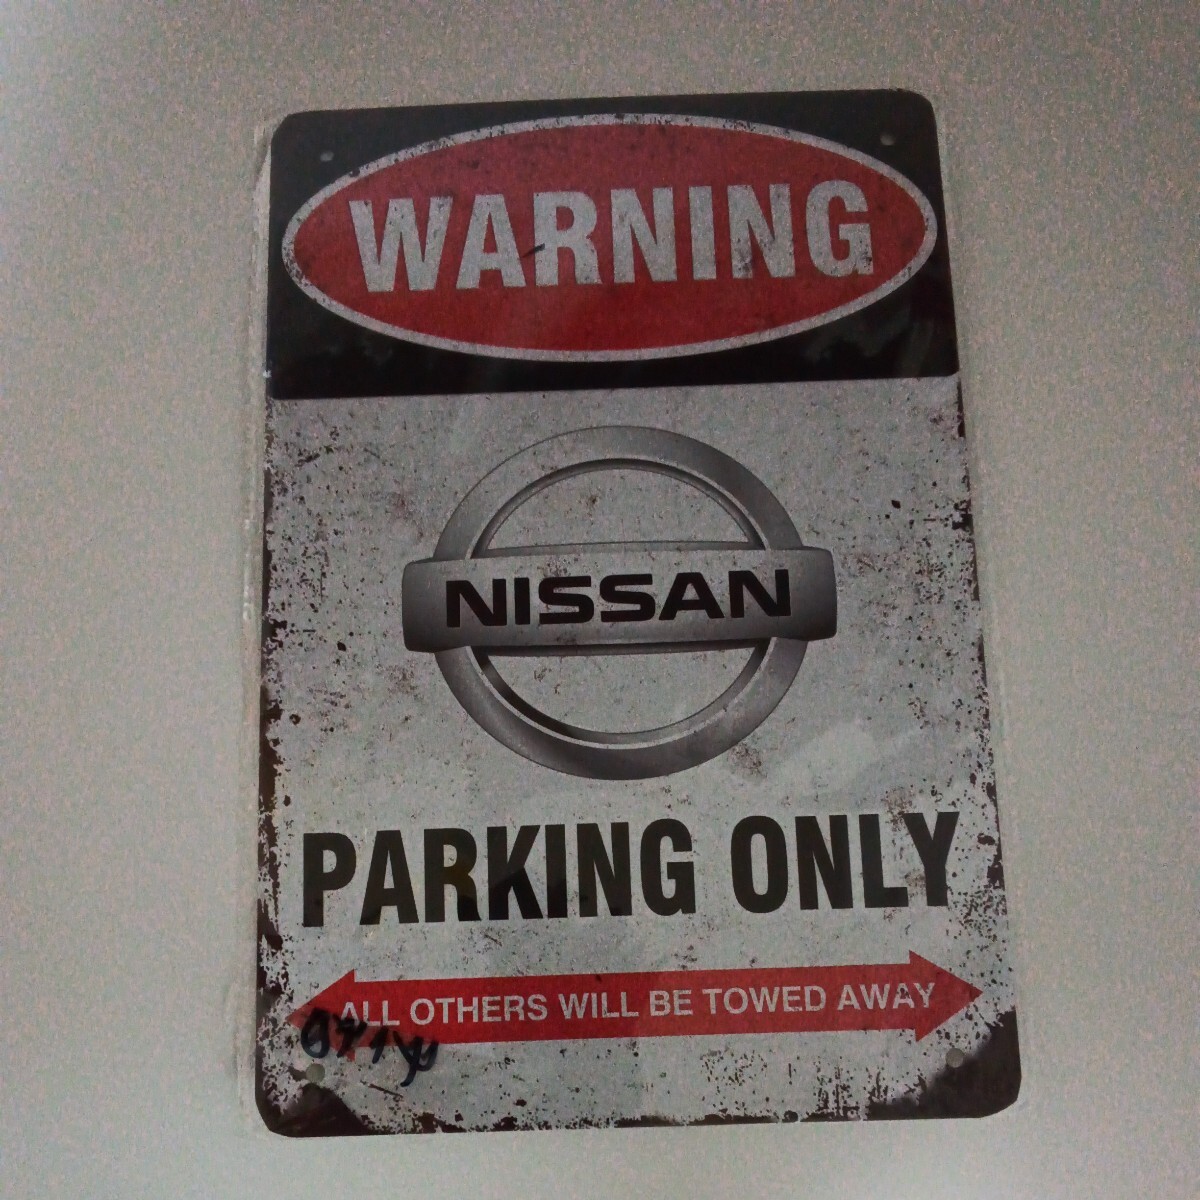 WARNING
NISSAN
PARKING ONLY
ALL OTHERS WILL BE TOWED AWAY